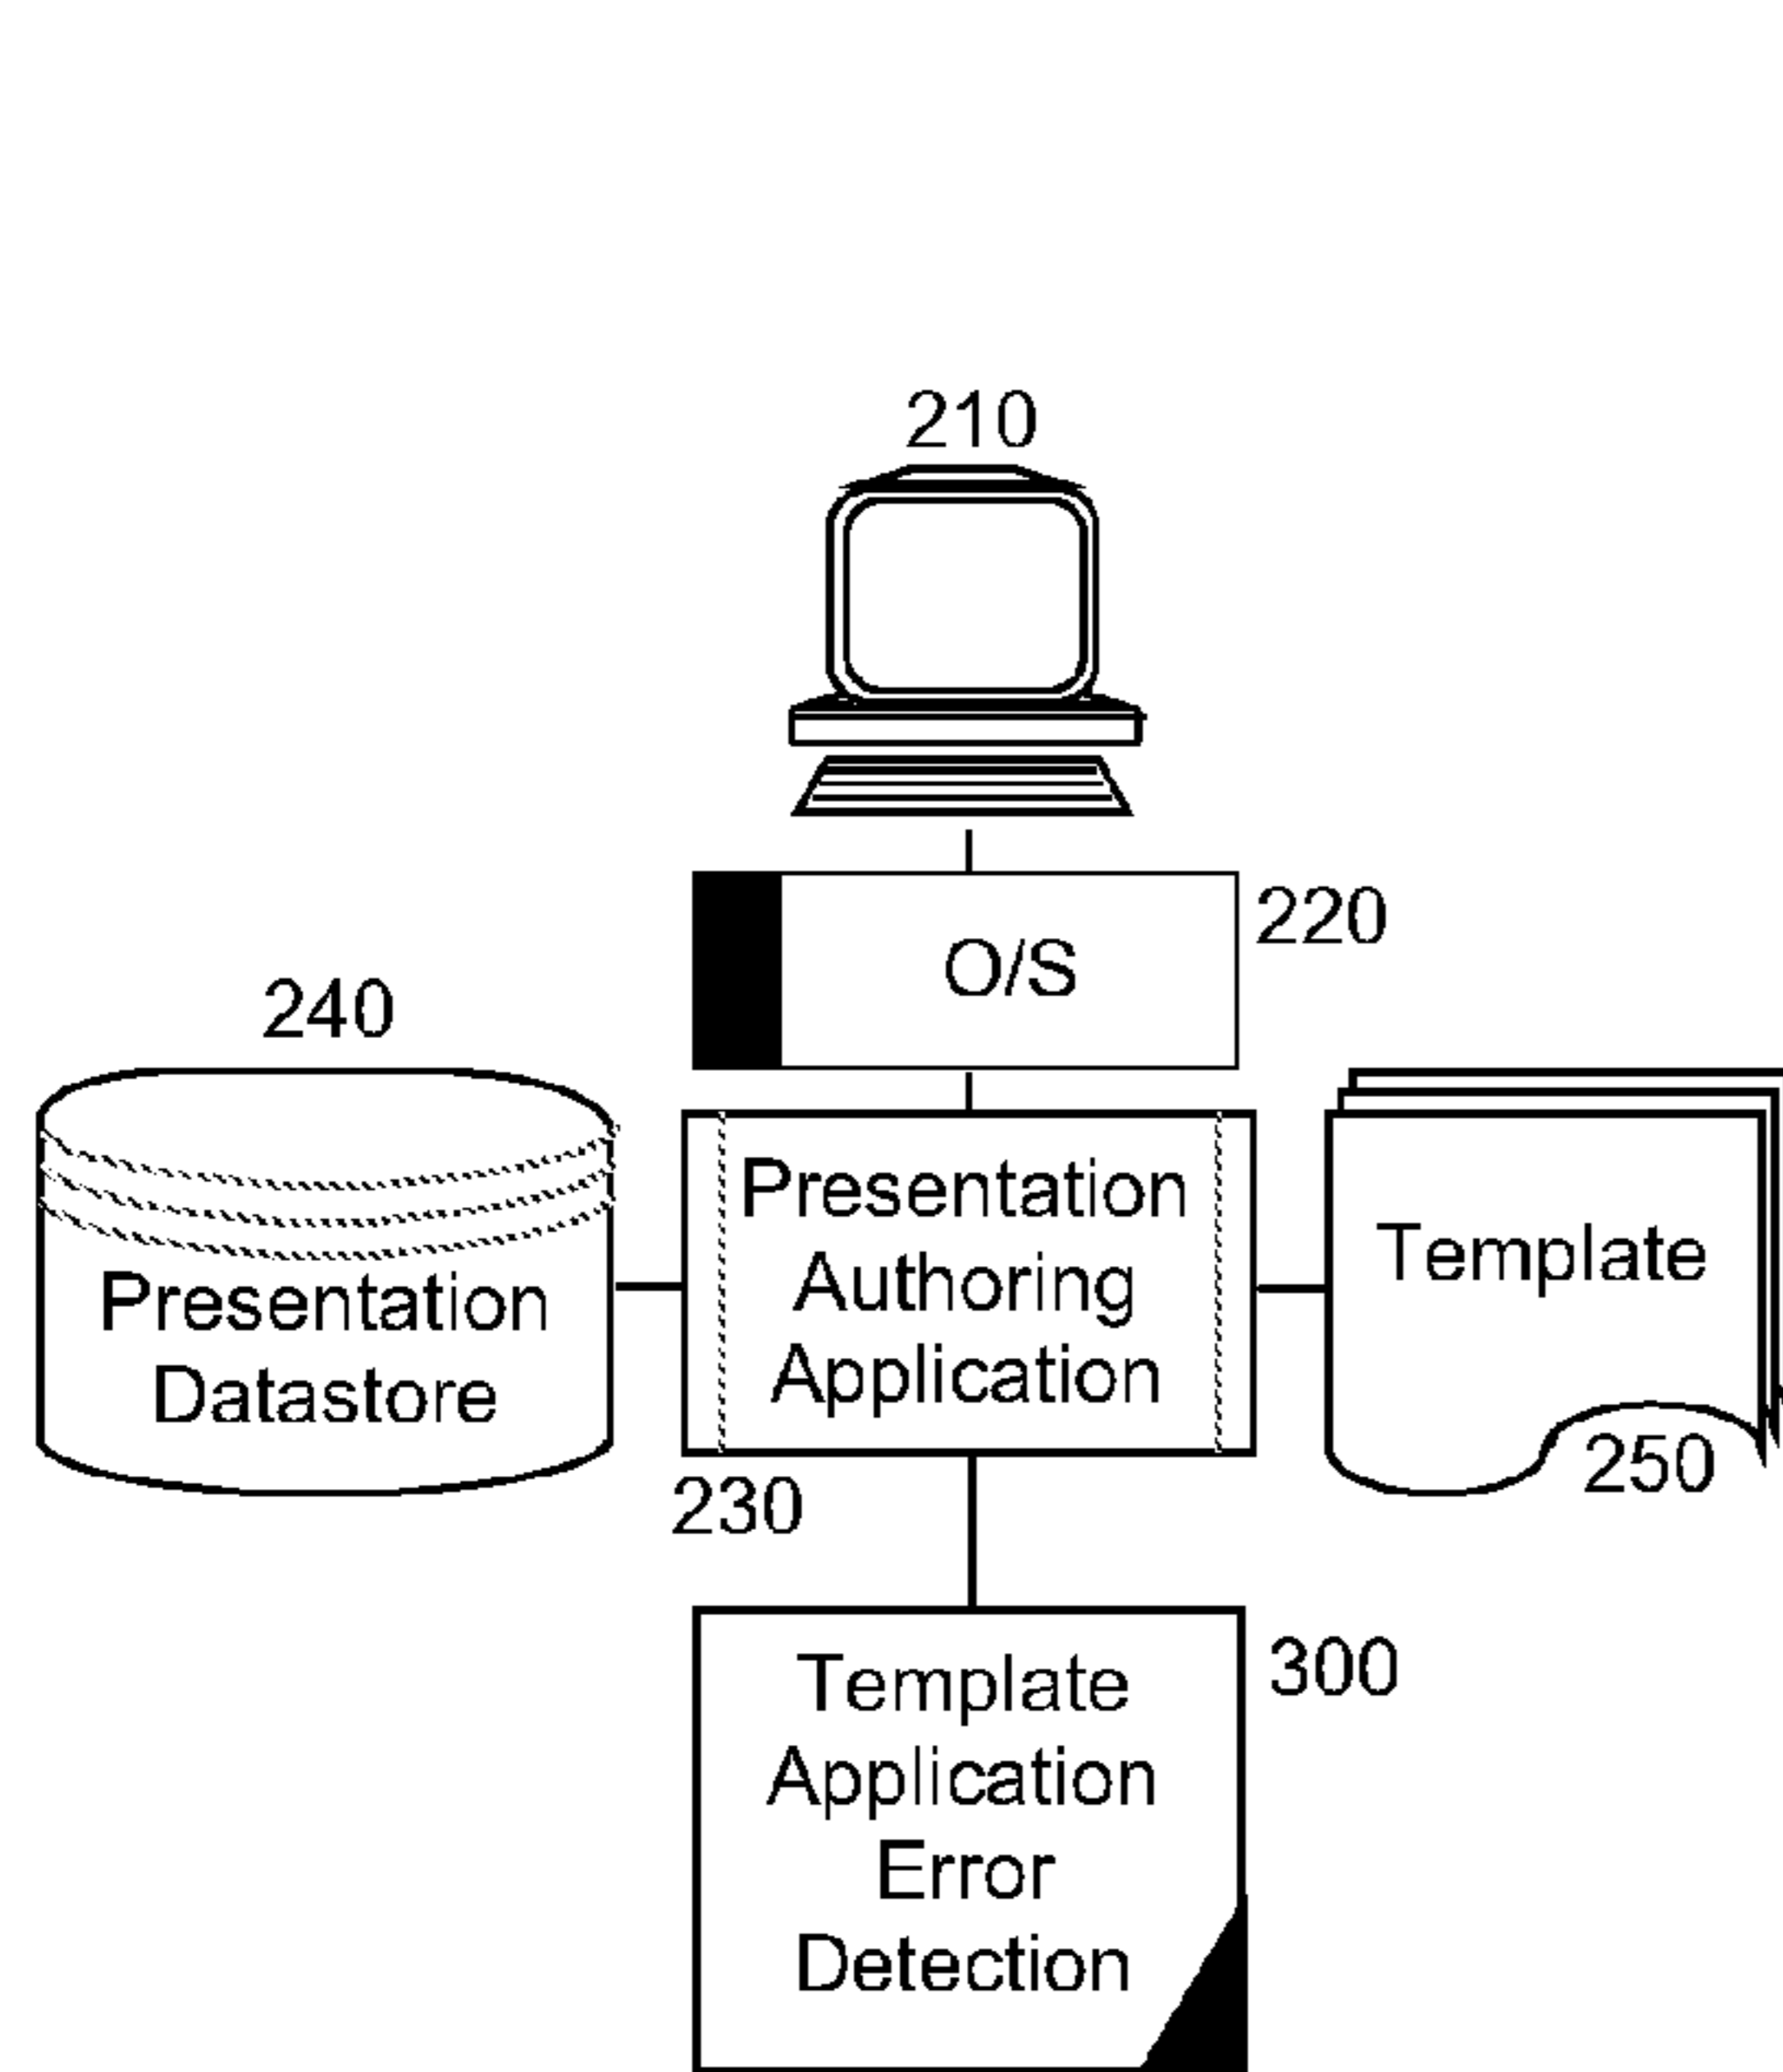 210
O/S
220
240
Presentation
Datastore
Presentation
Authoring
Application
230
Template
250
Template
Application
Error
Detection
300